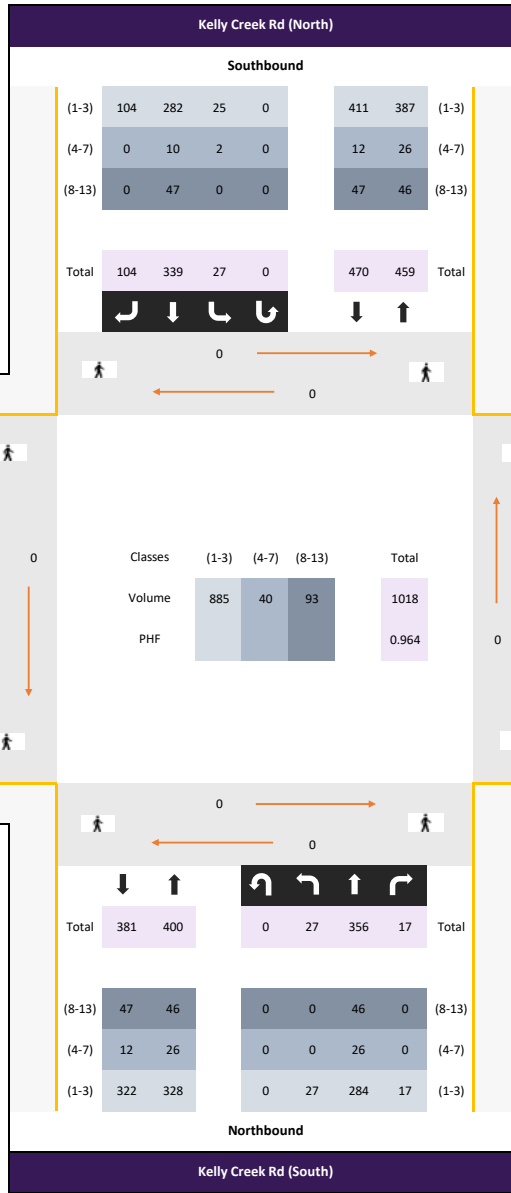 Kelly Creek Rd (North)
Southbound
(1-3) 104 282 25 0 411 387 (1-3)
(4-7) 0 10 2 0 12 26 (4-7)
(8-13) 0 47 0 0 47 46 (8-13)
Total 104 339 27 0 470 459 Total
0
0
0
Classes (1-3) (4-7) (8-13) Total
Volume 885 40 93 1018
PHF 0.964
0
0
0
Total 381 400 0 27 356 17 Total
(8-13) 47 46 0 0 46 0 (8-13)
(4-7) 12 26 0 0 26 0 (4-7)
(1-3) 322 328 0 27 284 17 (1-3)
Northbound
Kelly Creek Rd (South)